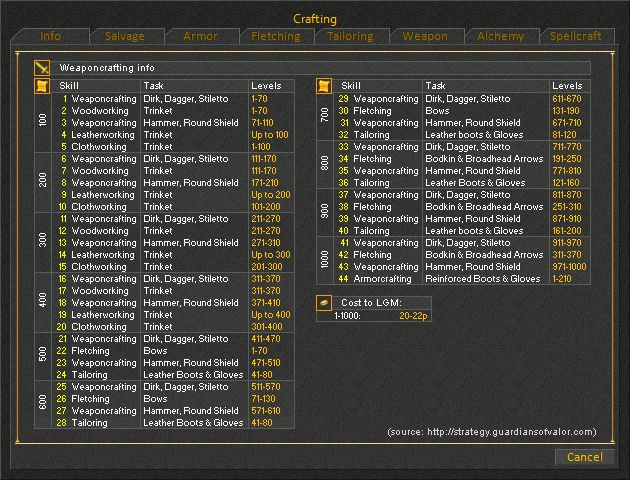 Crafting
Info Salvage Armor Fletching Tailoring Weapon Alchemy Spellcraft
Weaponcrafting info
Skill Task Levels
100
1 Weaponcrafting Dirk, Dagger, Stiletto 1-70
2 Woodworking Trinket 1-70
3 Weaponcrafting Hammer, Round Shield 71-110
4 Leatherworking Trinket Up to 100
5 Clothworking Trinket 1-100
200
6 Weaponcrafting Dirk, Dagger, Stiletto 111-170
7 Woodworking Trinket 111-170
8 Weaponcrafting Hammer, Round Shield 171-210
9 Leatherworking Trinket Up to 200
10 Clothworking Trinket 101-200
300
11 Weaponcrafting Dirk, Dagger, Stiletto 211-270
12 Woodworking Trinket 211-270
13 Weaponcrafting Hammer, Round Shield 271-310
14 Leatherworking Trinket Up to 300
15 Clothworking Trinket 201-300
400
16 Weaponcrafting Dirk, Dagger, Stiletto 311-370
17 Woodworking Trinket 311-370
18 Weaponcrafting Hammer, Round Shield 371-410
19 Leatherworking Trinket Up to 400
20 Clothworking Trinket 301-400
500
21 Weaponcrafting Dirk, Dagger, Stiletto 411-470
22 Fletching Bows 1-70
23 Weaponcrafting Hammer, Round Shield 471-510
24 Tailoring Leather Boots & Gloves 41-80
600
25 Weaponcrafting Dirk, Dagger, Stiletto 511-570
26 Fletching Bows 71-130
27 Weaponcrafting Hammer, Round Shield 571-610
28 Tailoring Leather Boots & Gloves 41-80
Skill Task Levels
700
29 Weaponcrafting Dirk, Dagger, Stiletto 611-670
30 Fletching Bows 131-190
31 Weaponcrafting Hammer, Round Shield 671-710
32 Tailoring Leather boots & Gloves 81-120
800
33 Weaponcrafting Dirk, Dagger, Stiletto 711-770
34 Fletching Bodkin & Broadhead Arrows 191-250
35 Weaponcrafting Hammer, Round Shield 771-810
36 Tailoring Leather Boots & Gloves 121-160
900
37 Weaponcrafting Dirk, Dagger, Stiletto 811-870
38 Fletching Bodkin & Broadhead Arrows 251-310
39 Weaponcrafting Hammer, Round Shield 871-910
40 Tailoring Leather boots & Gloves 161-200
1000
41 Weaponcrafting Dirk, Dagger, Stiletto 911-970
42 Fletching Bodkin & Broadhead Arrows 311-370
43 Weaponcrafting Hammer, Round Shield 971-1000
44 Armorcrafting Reinforced Boots & Gloves 1-210
Cost to LGM:
1-1000: 20-22p
(source: http://strategy.guardiansofvalor.com)
Cancel